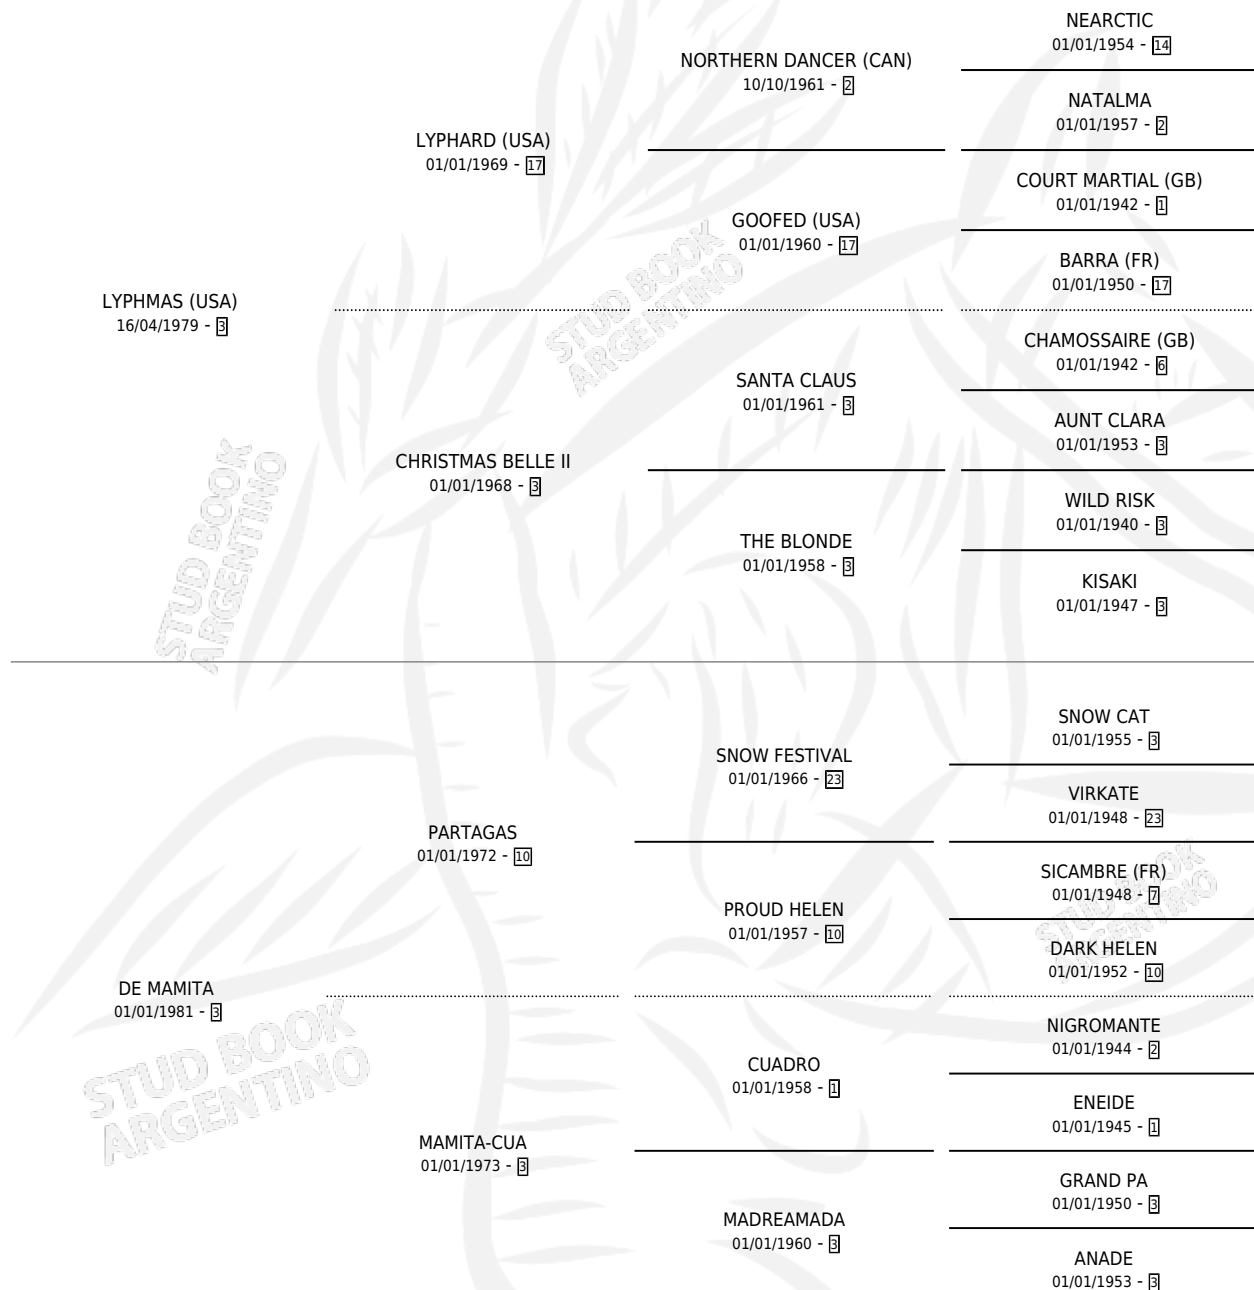 NEARCTIC
01/01/1954 - 14
NORTHERN DANCER (CAN)
10/10/1961 - 2
NATALMA
01/01/1957 - 2
LYPHARD (USA)
01/01/1969 - 17
COURT MARTIAL (GB)
01/01/1942 - 1
GOOFED (USA)
01/01/1960 - 17
BARRA (FR)
01/01/1950 - 17
LYPHMAS (USA)
16/04/1979 - 3
STUD BOOK
ARGENTINO
CHAMOSSAIRE (GB)
01/01/1942 - 6
SANTA CLAUS
01/01/1961 - 3
AUNT CLARA
01/01/1953 - 3
CHRISTMAS BELLE II
01/01/1968 - 3
WILD RISK
01/01/1940 - 3
THE BLONDE
01/01/1958 - 3
KISAKI
01/01/1947 - 3
STUD BOOK
ARGENTINO
SNOW CAT
01/01/1955 - 3
SNOW FESTIVAL
01/01/1966 - 23
VIRKATE
01/01/1948 - 23
PARTAGAS
01/01/1972 - 10
SICAMBRE (FR)
01/01/1948 - 7
PROUD HELEN
01/01/1957 - 10
DARK HELEN
01/01/1952 - 10
STUD BOOK
ARGENTINO
DE MAMITA
01/01/1981 - 3
NIGROMANTE
01/01/1944 - 2
CUADRO
01/01/1958 - 1
ENEIDE
01/01/1945 - 1
STUD BOOK
ARGENTINO
MAMITA-CUA
01/01/1973 - 3
GRAND PA
01/01/1950 - 3
MADREAMADA
01/01/1960 - 3
ANADE
01/01/1953 - 3